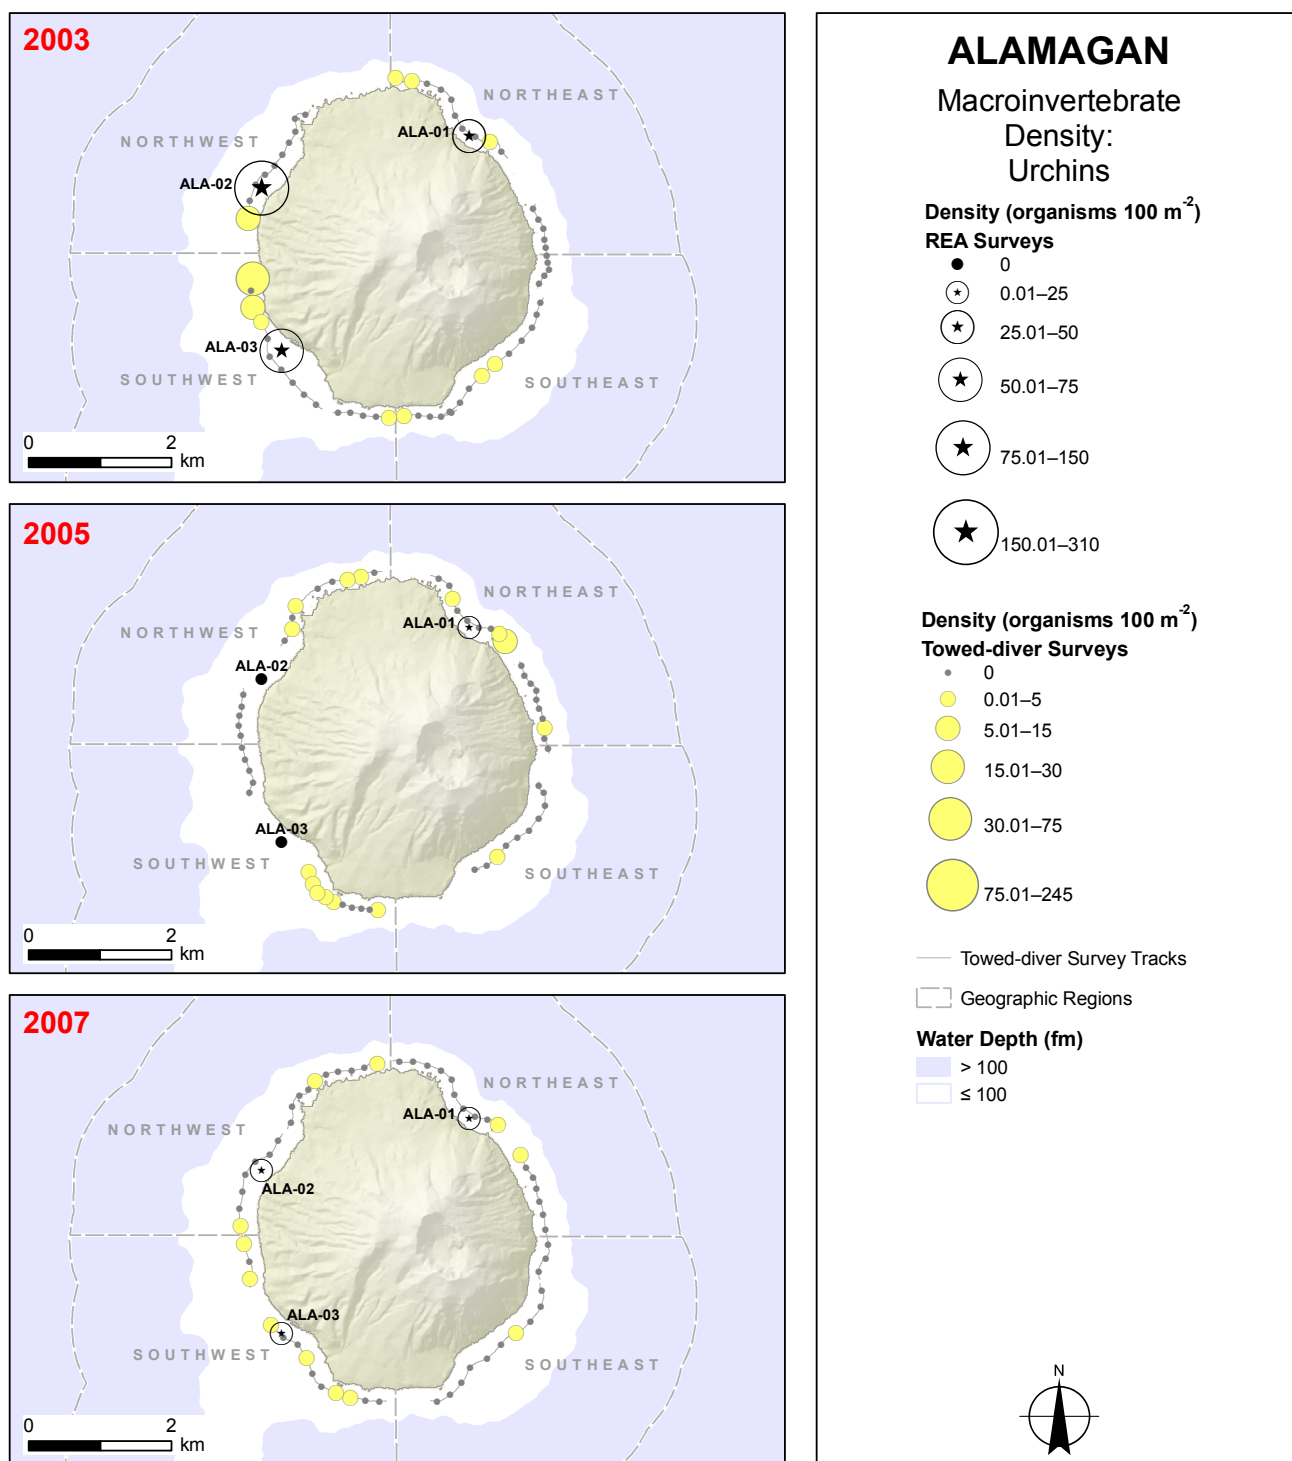 2003
NORTHEAST
NORTHWEST
ALA-01
ALA-02
ALA-03
SOUTHWEST
SOUTHEAST
0 2
km
2005
NORTHEAST
NORTHWEST
ALA-01
ALA-02
ALA-03
SOUTHWEST
SOUTHEAST
0 2
km
2007
NORTHEAST
NORTHWEST
ALA-01
ALA-02
ALA-03
SOUTHWEST
SOUTHEAST
0 2
km
ALAMAGAN
Macroinvertebrate
Density:
Urchins
Density (organisms 100 m⁻²)
REA Surveys
0
0.01–25
25.01–50
50.01–75
75.01–150
150.01–310
Density (organisms 100 m⁻²)
Towed-diver Surveys
0
0.01–5
5.01–15
15.01–30
30.01–75
75.01–245
Towed-diver Survey Tracks
Geographic Regions
Water Depth (fm)
> 100
≤ 100
N